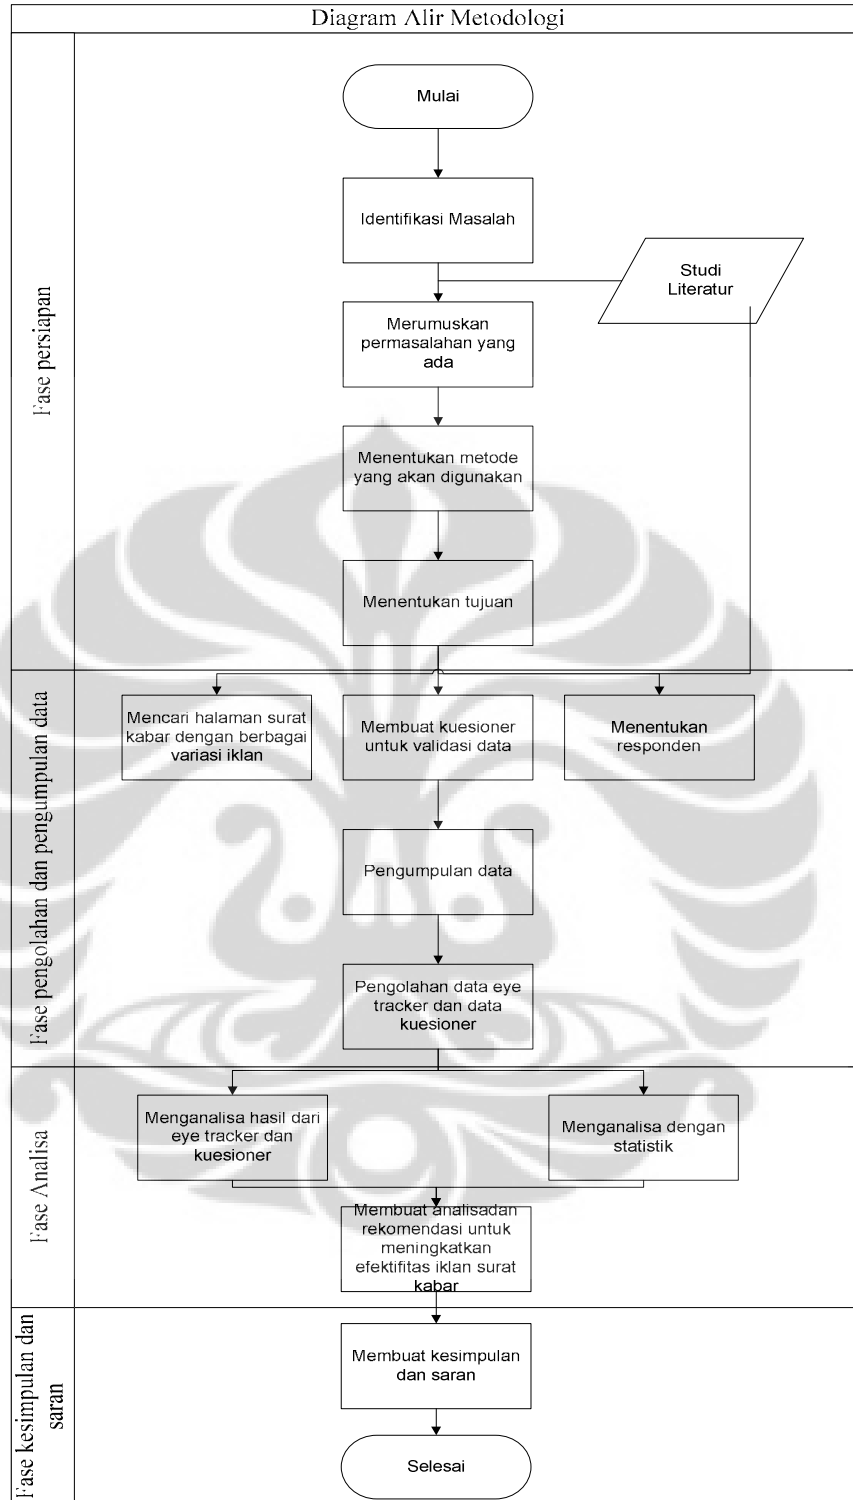 Diagram Alir Metodologi
Fase persiapan
Mulai
Identifikasi Masalah
Studi
Literatur
Merumuskan
permasalahan yang
ada
Menentukan metode
yang akan digunakan
Menentukan tujuan
Fase pengolahan dan pengumpulan data
Mencari halaman surat
kabar dengan berbagai
variasi iklan
Membuat kuesioner
untuk validasi data
Menentukan
responden
Pengumpulan data
Pengolahan data eye
tracker dan data
kuesioner
Fase Analisa
Menganalisa hasil dari
eye tracker dan
kuesioner
Menganalisa dengan
statistik
Membuat analisadan
rekomendasi untuk
meningkatkan
efektifitas iklan surat
kabar
Fase kesimpulan dan
saran
Membuat kesimpulan
dan saran
Selesai